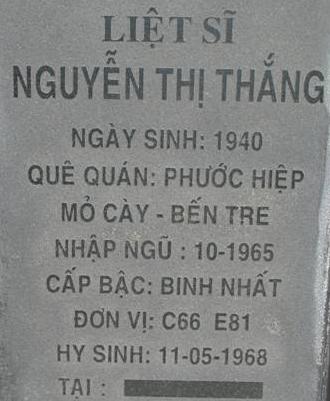 LIỆT SĨ
NGUYỄN THỊ THẮNG
NGÀY SINH: 1940
QUÊ QUÁN: PHƯỚC HIỆP
MỎ CÀY - BẾN TRE
NHẬP NGŨ : 10-1965
CẤP BẬC: BINH NHẤT
ĐƠN VỊ: C66 E81
HY SINH: 11-05-1968
TẠI :